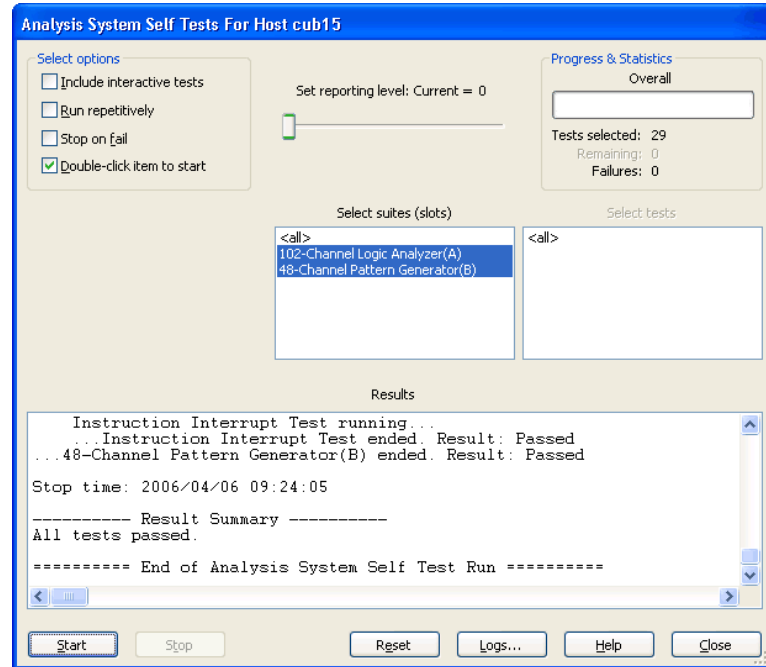 Analysis System Self Tests For Host cub15
Select options
Include interactive tests
Run repetitively
Stop on fail
Double-click item to start
Set reporting level: Current = 0
Progress & Statistics
Overall
Tests selected: 29
Remaining: 0
Failures: 0
Select suites (slots)
<all>
102-Channel Logic Analyzer(A)
48-Channel Pattern Generator(B)
Select tests
<all>
Results
Instruction Interrupt Test running...
...Instruction Interrupt Test ended. Result: Passed
...48-Channel Pattern Generator(B) ended. Result: Passed
Stop time: 2006/04/06 09:24:05
---------- Result Summary ----------
All tests passed.
========== End of Analysis System Self Test Run ==========
Start
Stop
Reset
Logs...
Help
Close